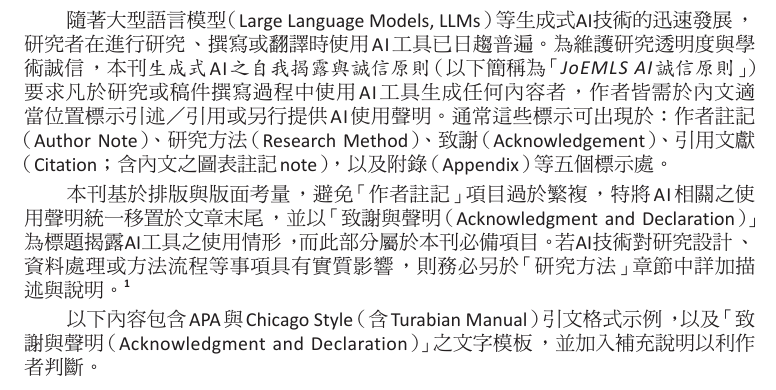 隨著大型語言模型（Large Language Models, LLMs）等生成式AI技術的迅速發展，
研究者在進行研究、撰寫或翻譯時使用AI工具已日趨普遍。為維護研究透明度與學
術誠信，本刊生成式AI之自我揭露與誠信原則（以下簡稱為「JoEMLS AI誠信原則」）
要求凡於研究或稿件撰寫過程中使用AI工具生成任何內容者，作者皆需於內文適
當位置標示引述／引用或另行提供AI使用聲明。通常這些標示可出現於：作者註記
（Author Note）、研究方法（Research Method）、致謝（Acknowledgement）、引用文獻
（Citation；含內文之圖表註記note），以及附錄（Appendix）等五個標示處。
本刊基於排版與版面考量，避免「作者註記」項目過於繁複，特將AI相關之使
用聲明統一移置於文章末尾，並以「致謝與聲明（Acknowledgment and Declaration）」
為標題揭露AI工具之使用情形，而此部分屬於本刊必備項目。若AI技術對研究設計、
資料處理或方法流程等事項具有實質影響，則務必另於「研究方法」章節中詳加描
述與說明。1
以下內容包含APA與Chicago Style（含Turabian Manual）引文格式示例，以及「致
謝與聲明（Acknowledgment and Declaration）」之文字模板，並加入補充說明以利作
者判斷。